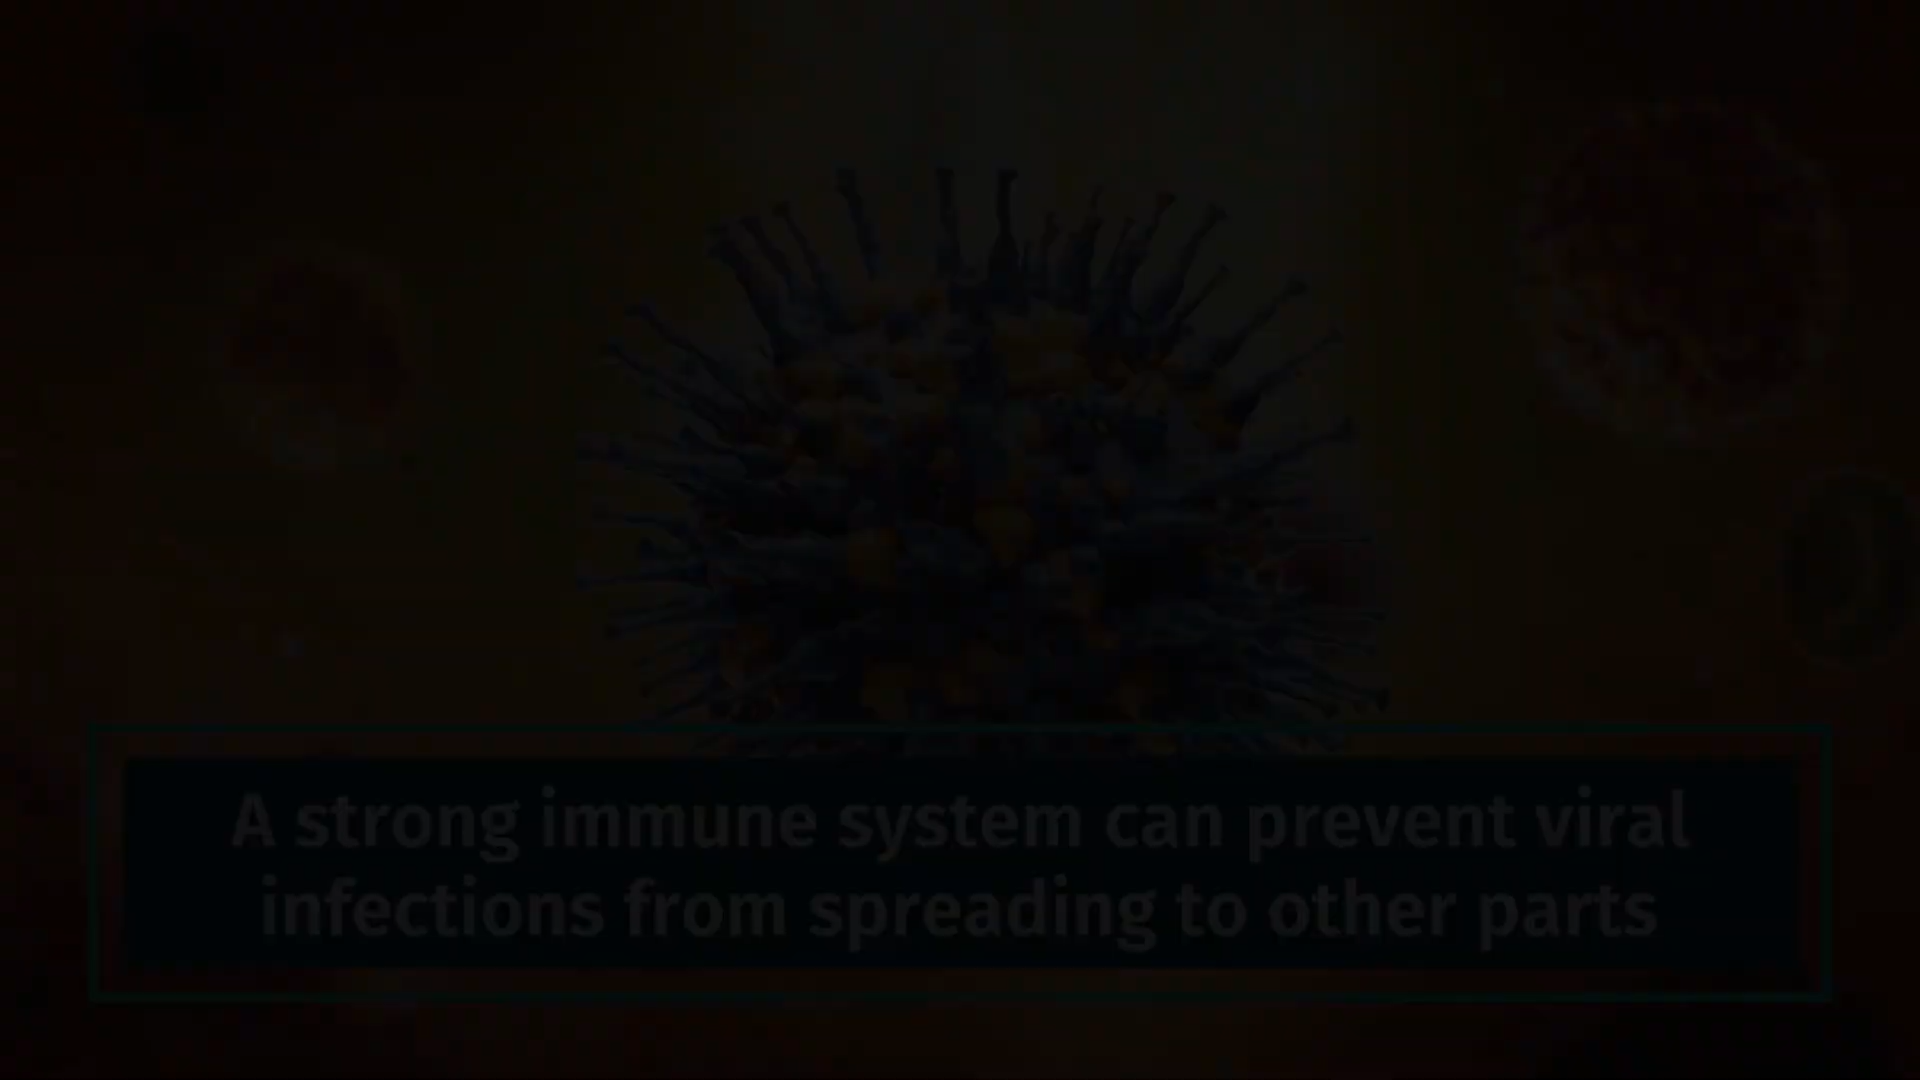 A strong immune system can prevent viral
infections from spreading to other parts